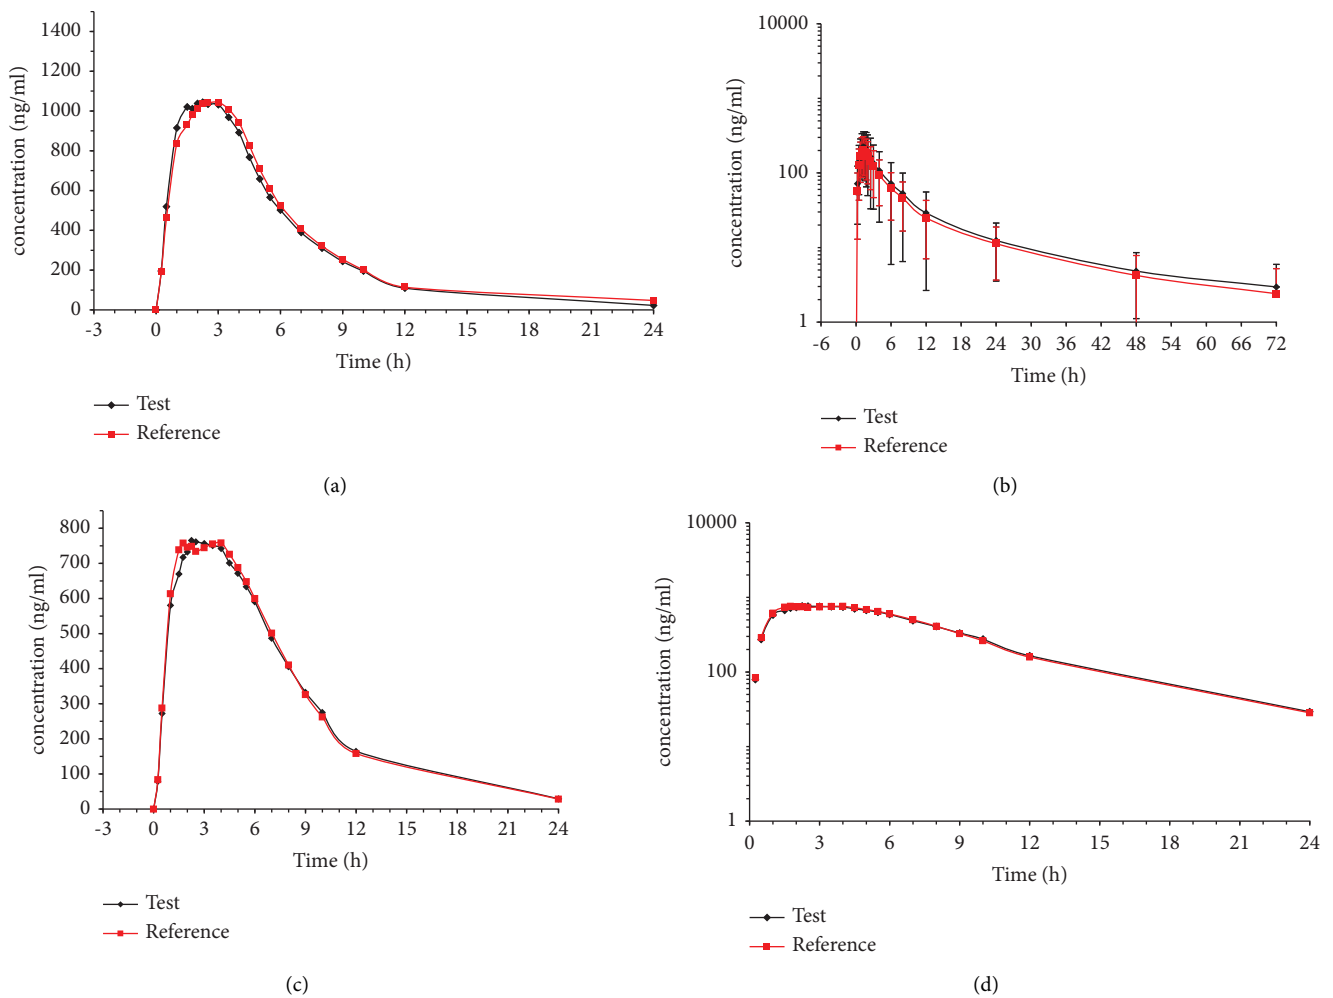 concentration (ng/ml)
1400
1200
1000
800
600
400
200
0
-3 0 3 6 9 12 15 18 21 24
Time (h)
Test
Reference
(a)
concentration (ng/ml)
10000
100
1
-6 0 6 12 18 24 30 36 42 48 54 60 66 72
Time (h)
Test
Reference
(b)
concentration (ng/ml)
800
700
600
500
400
300
200
100
0
-3 0 3 6 9 12 15 18 21 24
Time (h)
Test
Reference
(c)
concentration (ng/ml)
10000
100
1
0 3 6 9 12 15 18 21 24
Time (h)
Test
Reference
(d)